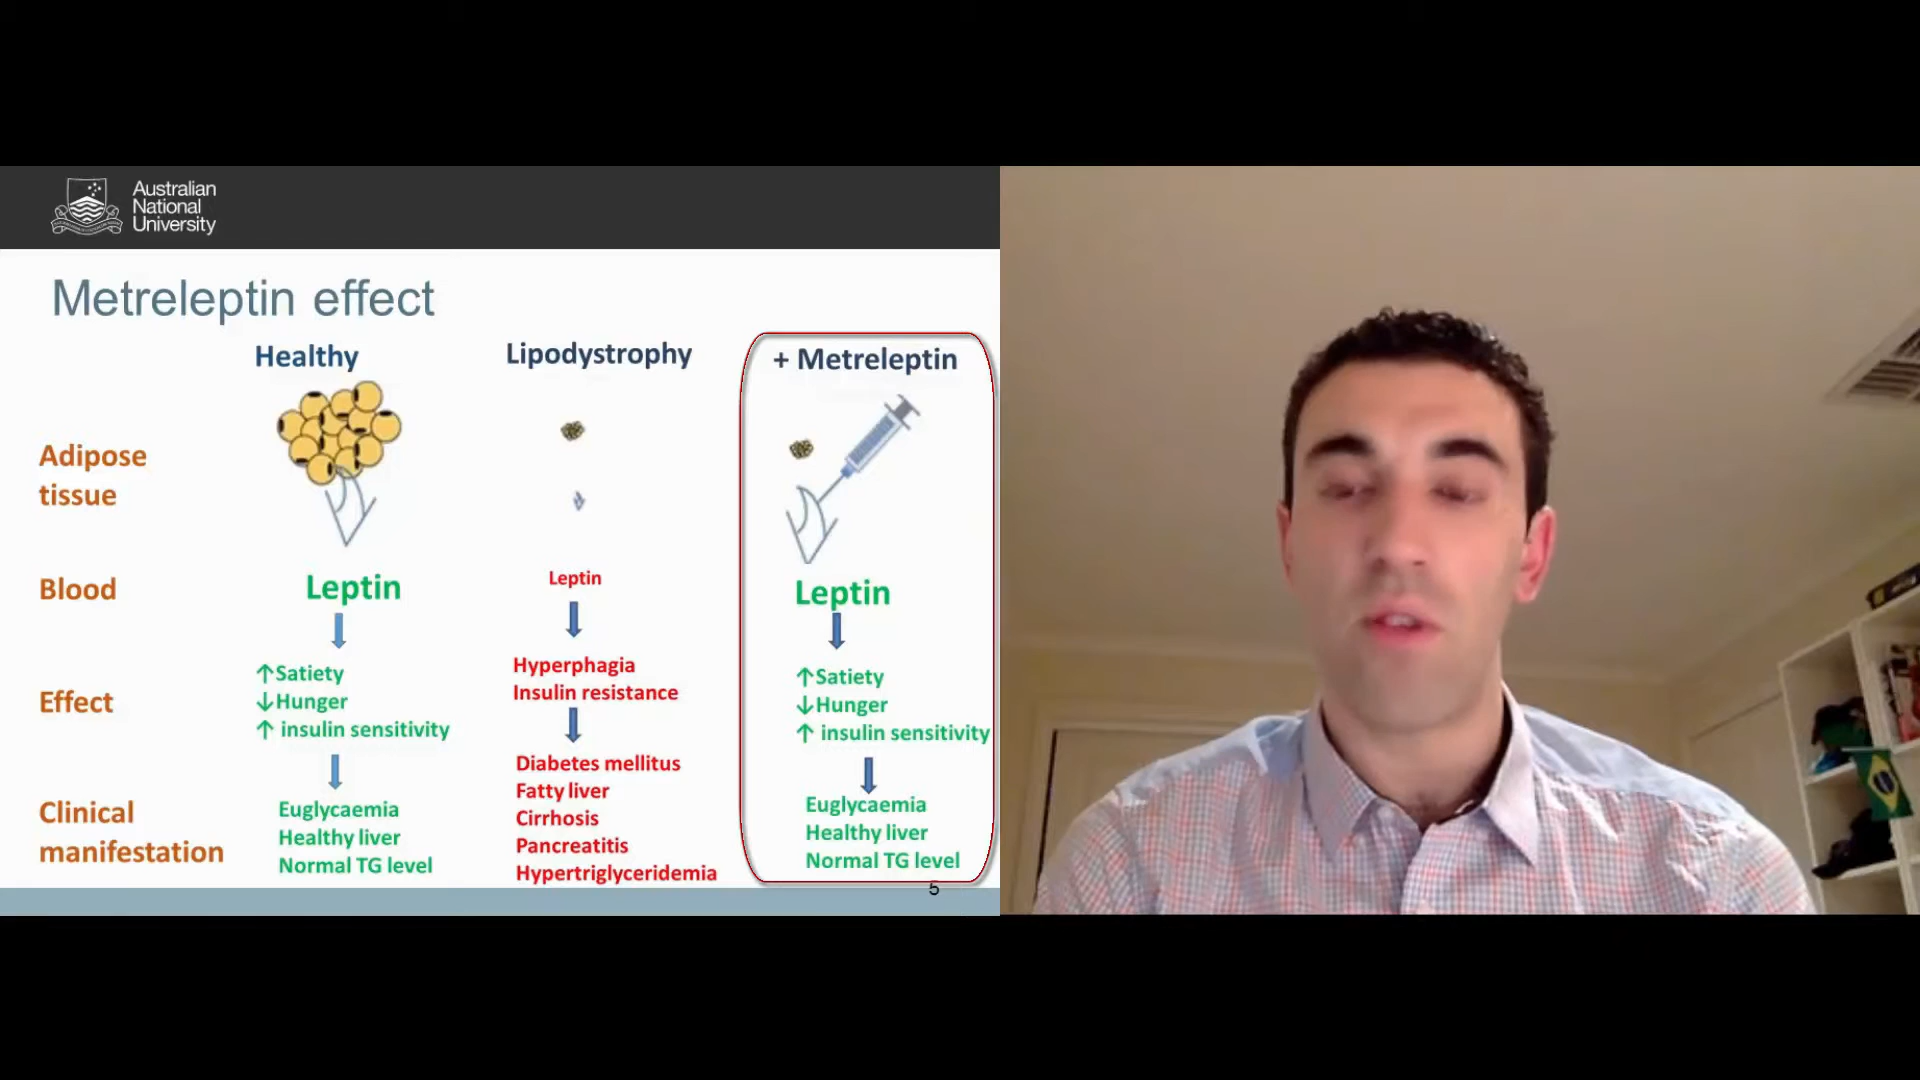 Australian
National
University
Metreleptin effect
Healthy
Lipodystrophy
+ Metreleptin
Adipose
tissue
Blood
Leptin
Leptin
Leptin
Effect
↑Satiety
↓Hunger
↑ insulin sensitivity
Hyperphagia
Insulin resistance
↑Satiety
↓Hunger
↑ insulin sensitivity
Clinical
manifestation
Euglycaemia
Healthy liver
Normal TG level
Diabetes mellitus
Fatty liver
Cirrhosis
Pancreatitis
Hypertriglyceridemia
Euglycaemia
Healthy liver
Normal TG level
5